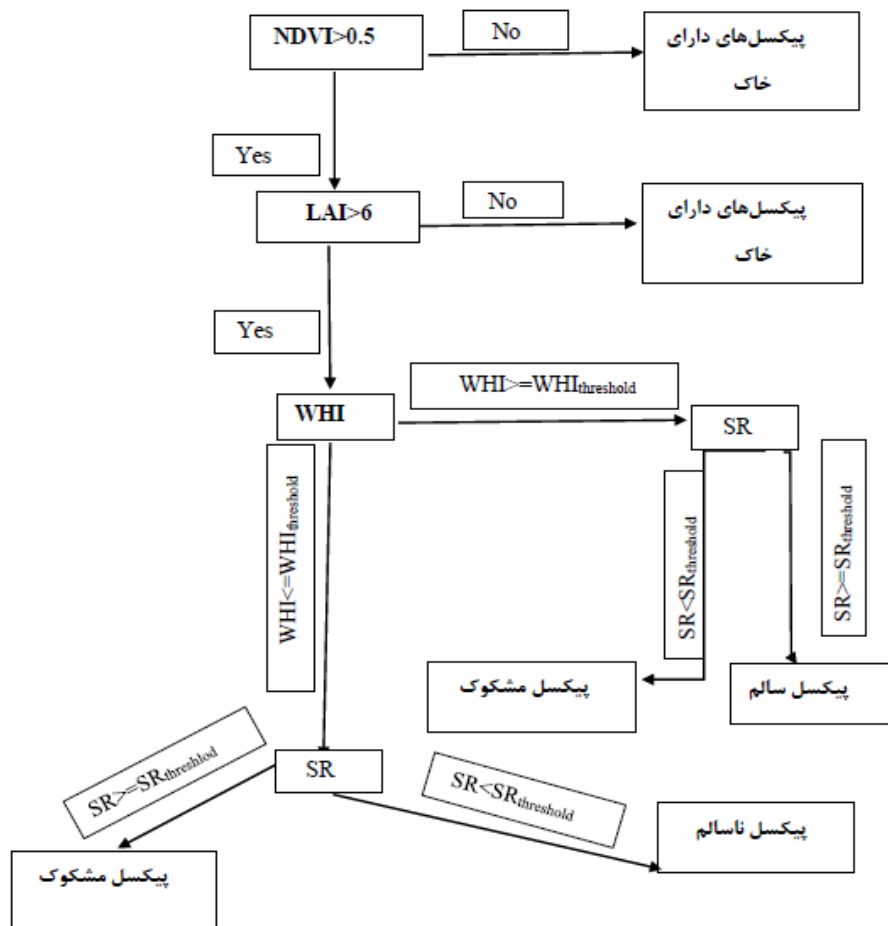 NDVI>0.5
No
پیکسل‌های دارای
خاک
Yes
LAI>6
No
پیکسل‌های دارای
خاک
Yes
WHI>=WHIthreshold
WHI
SR
WHI<=WHIthreshold
SR<SRthreshold
SR>=SRthreshold
پیکسل مشکوک
پیکسل سالم
SR
SR>=SRthreshlod
SR<SRthreshold
پیکسل ناسالم
پیکسل مشکوک